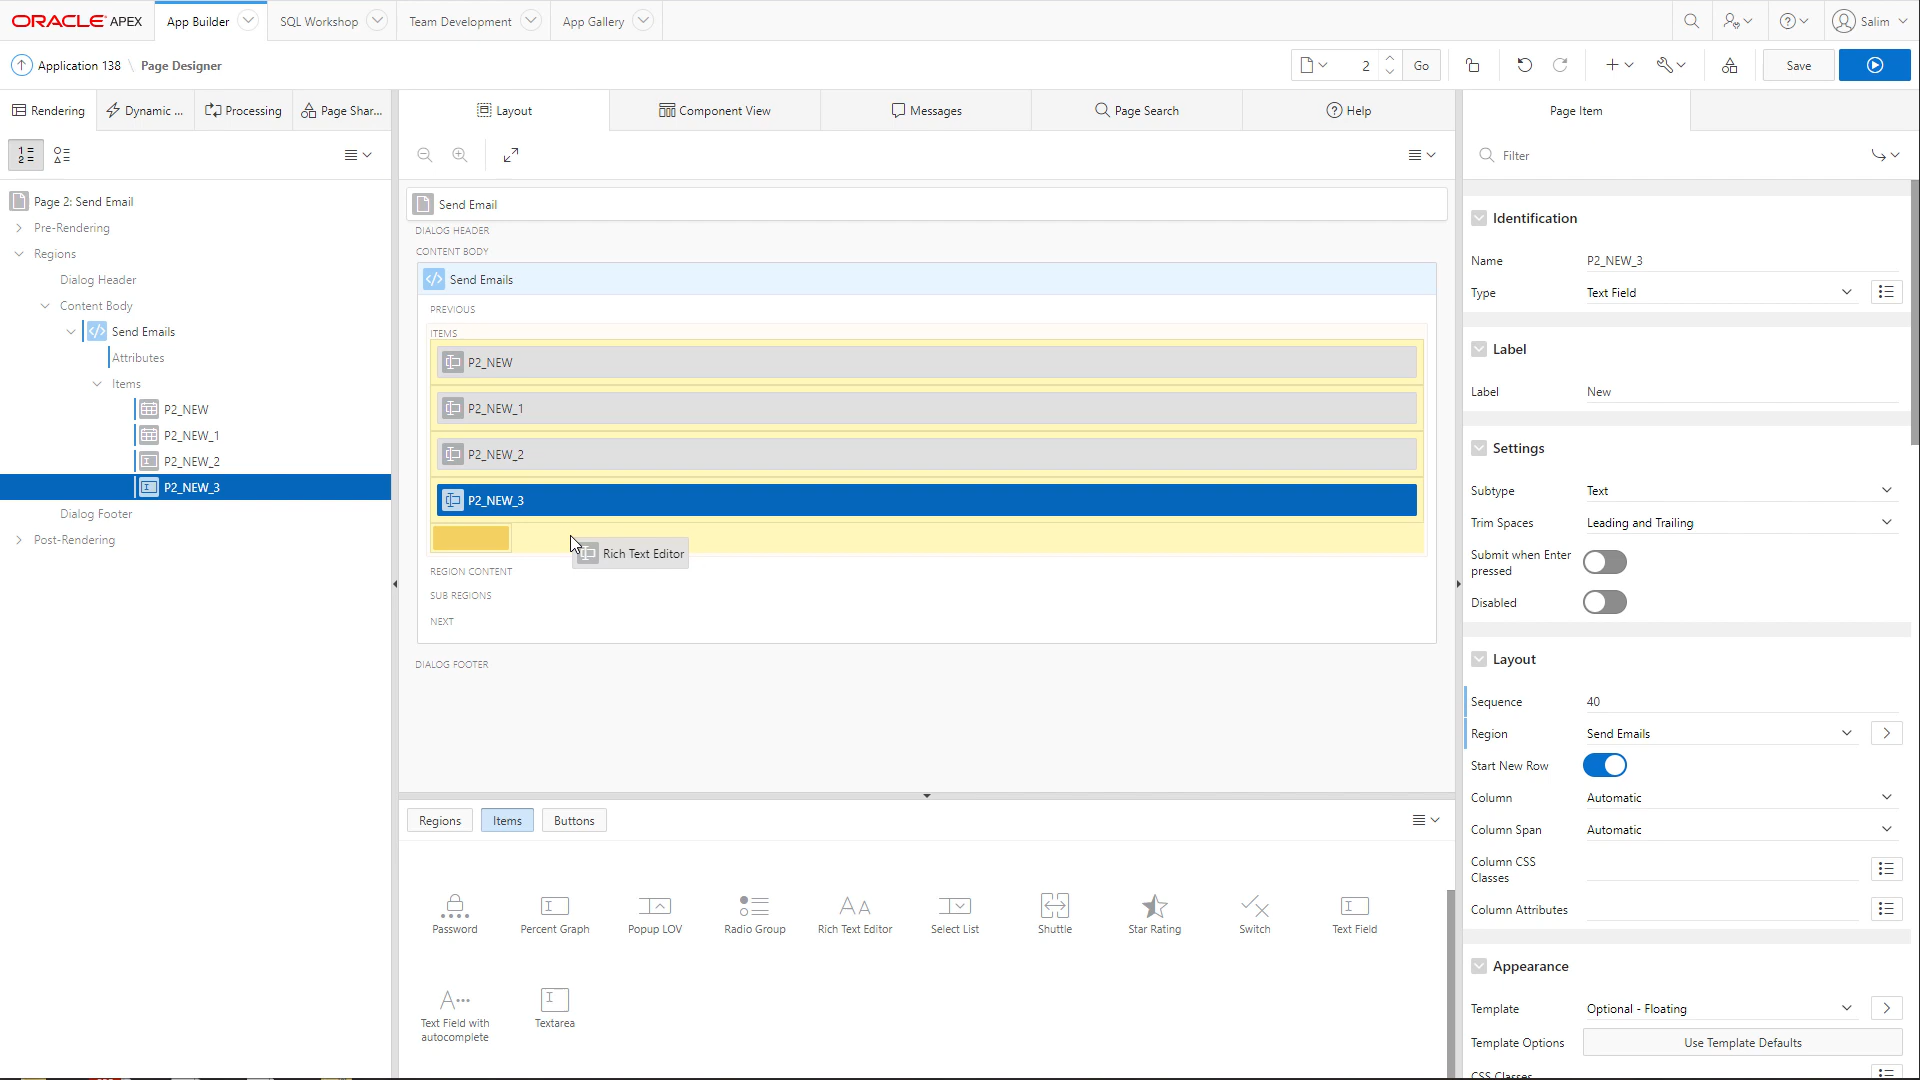 ORACLE APEX App Builder SQL Workshop Team Development App Gallery Salim
Application 138 \ Page Designer 2 Go Save
Rendering Dynamic ... Processing Page Shar... Layout Component View Messages Page Search Help Page Item
Filter
Page 2: Send Email
Pre-Rendering
Regions
Dialog Header
Content Body
Send Emails
Attributes
Items
P2_NEW
P2_NEW_1
P2_NEW_2
P2_NEW_3
Dialog Footer
Post-Rendering
Send Email
DIALOG HEADER
CONTENT BODY
Send Emails
PREVIOUS
ITEMS
P2_NEW
P2_NEW_1
P2_NEW_2
P2_NEW_3
Rich Text Editor
REGION CONTENT
SUB REGIONS
NEXT
DIALOG FOOTER
Regions Items Buttons
Password Percent Graph Popup LOV Radio Group Rich Text Editor Select List Shuttle Star Rating Switch Text Field
Text Field with Textarea
autocomplete
Identification
Name P2_NEW_3
Type Text Field
Label
Label New
Settings
Subtype Text
Trim Spaces Leading and Trailing
Submit when Enter
pressed
Disabled
Layout
Sequence 40
Region Send Emails
Start New Row
Column Automatic
Column Span Automatic
Column CSS
Classes
Column Attributes
Appearance
Template Optional - Floating
Template Options Use Template Defaults
CSS Classes